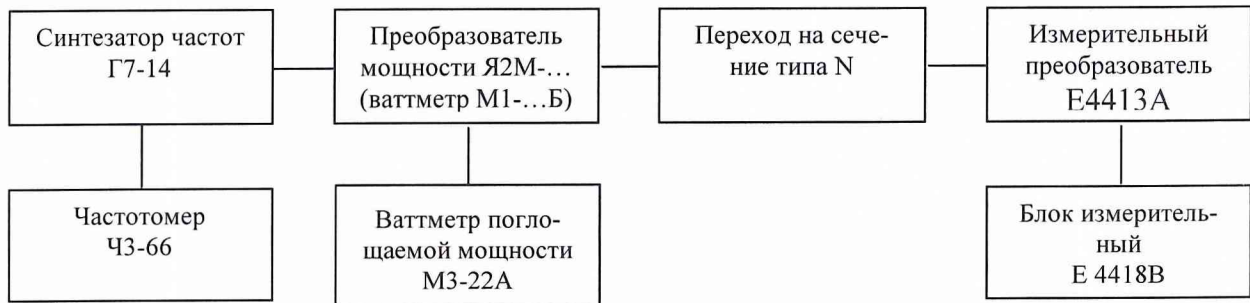 Синтезатор частот
Г7-14
Преобразователь
мощности Я2М-…
(ваттметр М1-…Б)
Переход на сече-
ние типа N
Измерительный
преобразователь
Е4413А
Частотомер
Ч3-66
Ваттметр погло-
щаемой мощности
М3-22А
Блок измеритель-
ный
Е 4418В